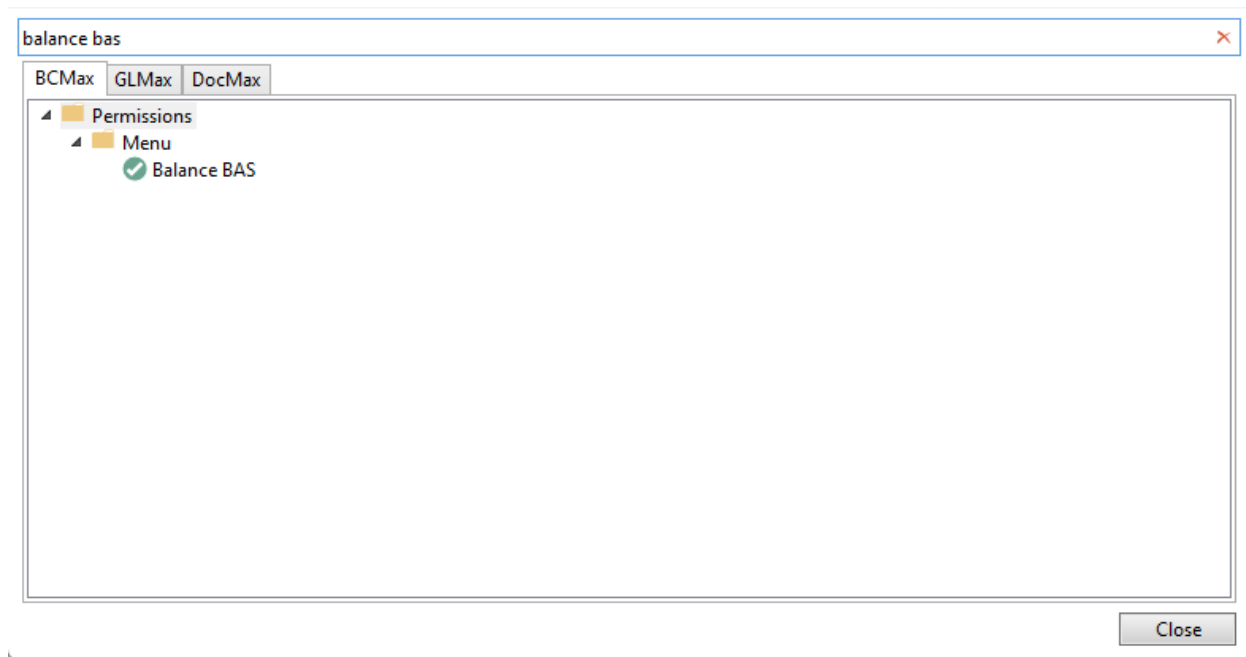 balance bas
BCMax GLMax DocMax
Permissions
Menu
Balance BAS
Close